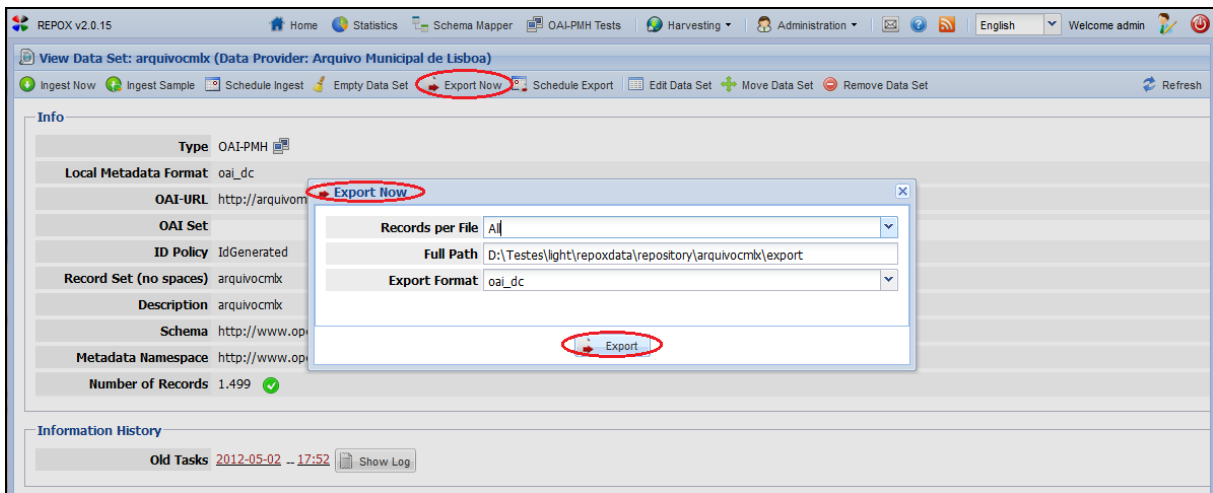 REPOX v2.0.15 Home Statistics Schema Mapper OAI-PMH Tests Harvesting Administration English Welcome admin
View Data Set: arquivocmlx (Data Provider: Arquivo Municipal de Lisboa)
Ingest Now Ingest Sample Schedule Ingest Empty Data Set Export Now Schedule Export Edit Data Set Move Data Set Remove Data Set Refresh
Info
Type OAI-PMH
Local Metadata Format oai_dc
OAI-URL http://arquivom
OAI Set
ID Policy IdGenerated
Record Set (no spaces) arquivocmlx
Description arquivocmlx
Schema http://www.ope
Metadata Namespace http://www.ope
Number of Records 1.499
Export Now
Records per File All
Full Path D:\Testes\light\repoxdata\repository\arquivocmlx\export
Export Format oai_dc
Export
Information History
Old Tasks 2012-05-02 ... 17:52 Show Log